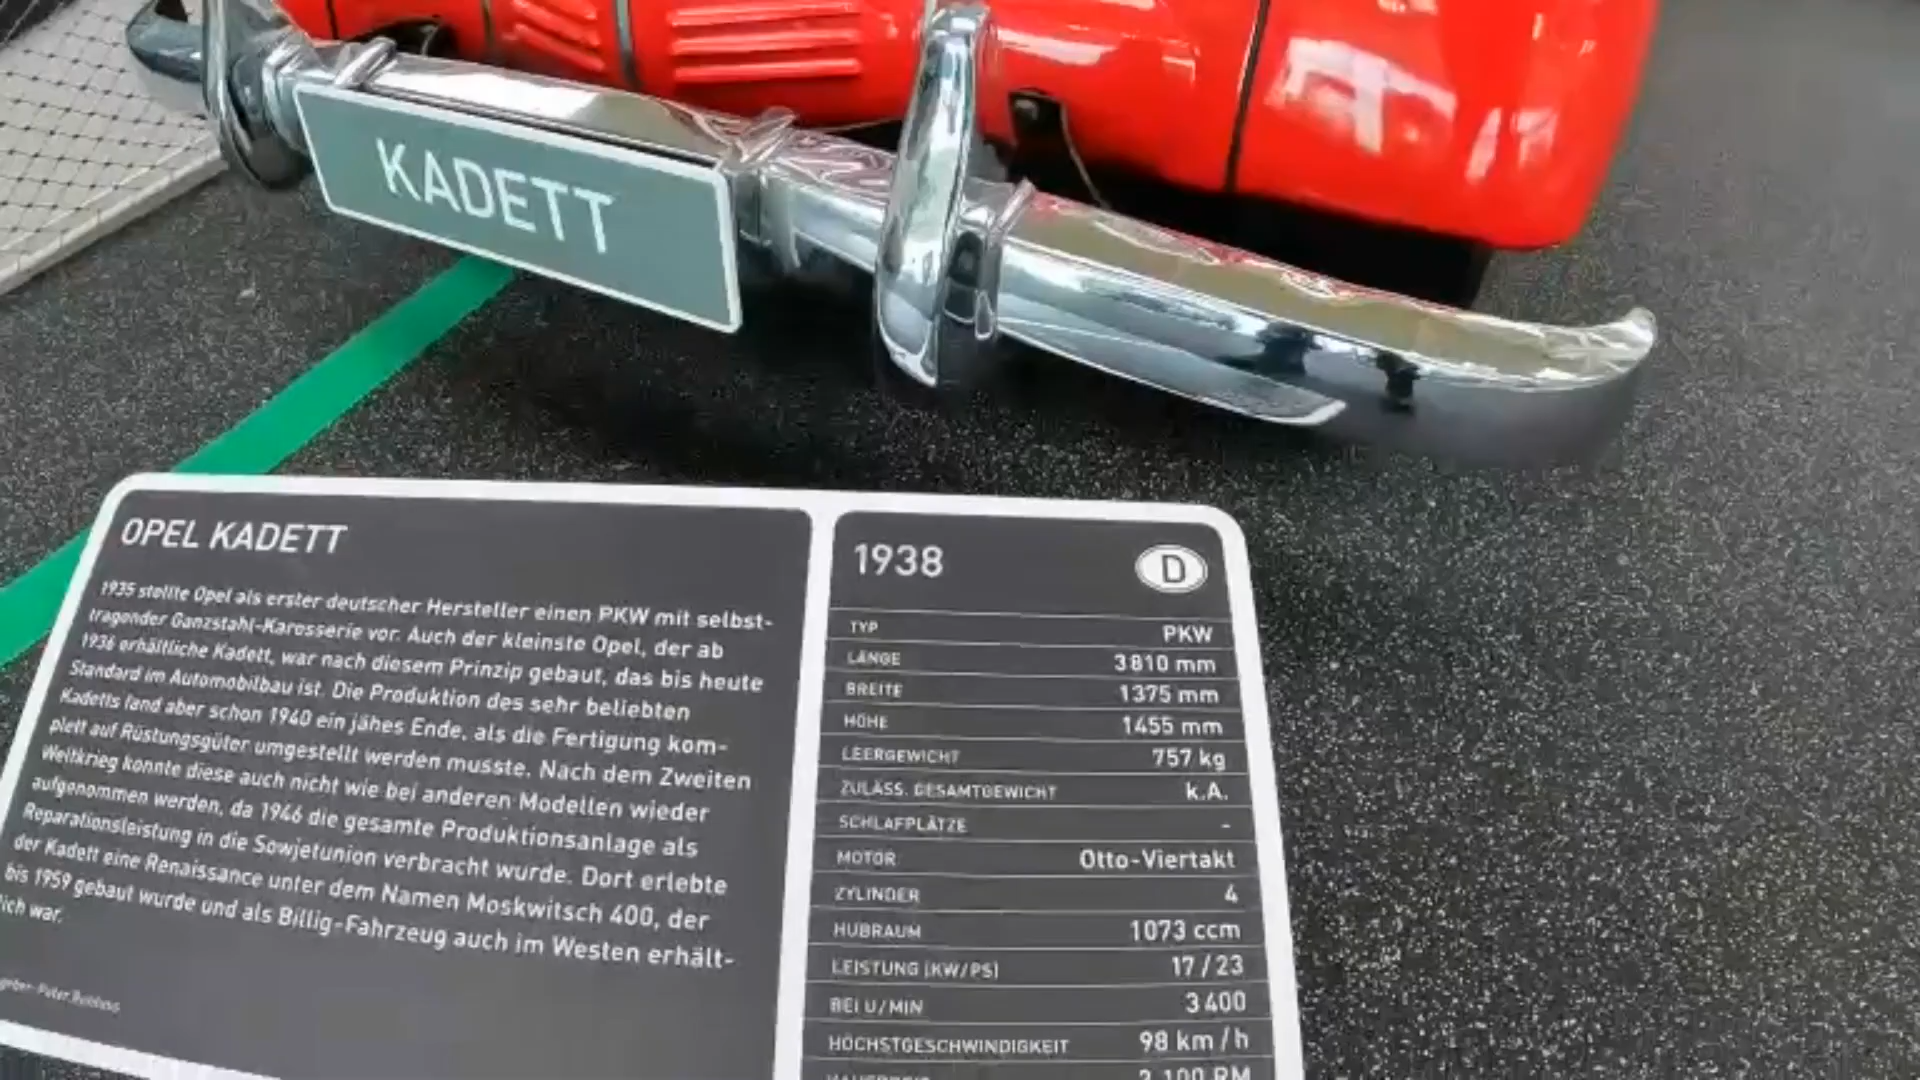 KADETT
OPEL KADETT
1935 stellte Opel als erster deutscher Hersteller einen PKW mit selbst-
tragender Ganzstahl-Karosserie vor. Auch der kleinste Opel, der ab
1936 erhältliche Kadett, war nach diesem Prinzip gebaut, das bis heute
Standard im Automobilbau ist. Die Produktion des sehr beliebten
Kadetts fand aber schon 1940 ein jähes Ende, als die Fertigung kom-
plett auf Rüstungsgüter umgestellt werden musste. Nach dem Zweiten
Weltkrieg konnte diese auch nicht wie bei anderen Modellen wieder
aufgenommen werden, da 1946 die gesamte Produktionsanlage als
Reparationsleistung in die Sowjetunion verbracht wurde. Dort erlebte
der Kadett eine Renaissance unter dem Namen Moskwitsch 400, der
bis 1959 gebaut wurde und als Billig-Fahrzeug auch im Westen erhält-
lich war.
1938 D
TYP PKW
LÄNGE 3810 mm
BREITE 1375 mm
HÖHE 1455 mm
LEERGEWICHT 757 kg
ZULÄSS. GESAMTGEWICHT k.A.
SCHLAFPLÄTZE -
MOTOR Otto-Viertakt
ZYLINDER 4
HUBRAUM 1073 ccm
LEISTUNG (KW/PS) 17/23
BEI U/MIN 3400
HÖCHSTGESCHWINDIGKEIT 98 km/h
2.100 RM